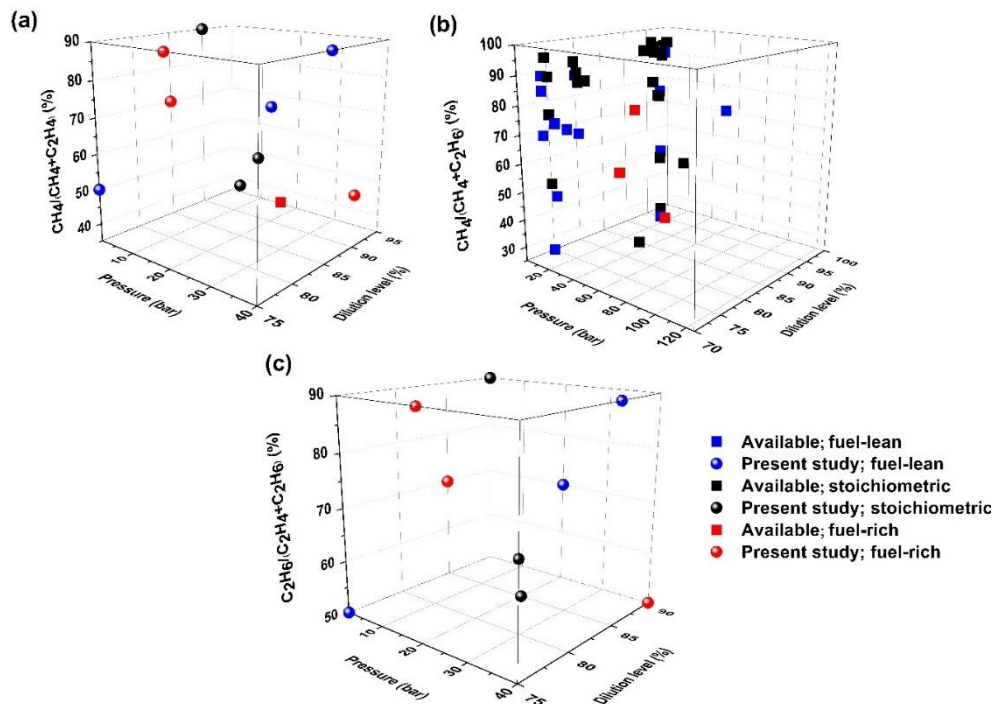 (a)
CH4/(CH4+C2H4) (%)
90
80
70
60
50
40
10
20
30
40
Pressure (bar)
75
80
85
90
95
Dilution level (%)
(b)
CH4/(CH4+C2H6) (%)
100
90
80
70
60
50
40
30
20
40
60
80
100
120
Pressure (bar)
70
75
80
85
90
95
100
Dilution level (%)
(c)
C2H6/(C2H4+C2H6) (%)
90
80
70
60
50
10
20
30
40
Pressure (bar)
75
80
85
90
Dilution level (%)
Available; fuel-lean
Present study; fuel-lean
Available; stoichiometric
Present study; stoichiometric
Available; fuel-rich
Present study; fuel-rich